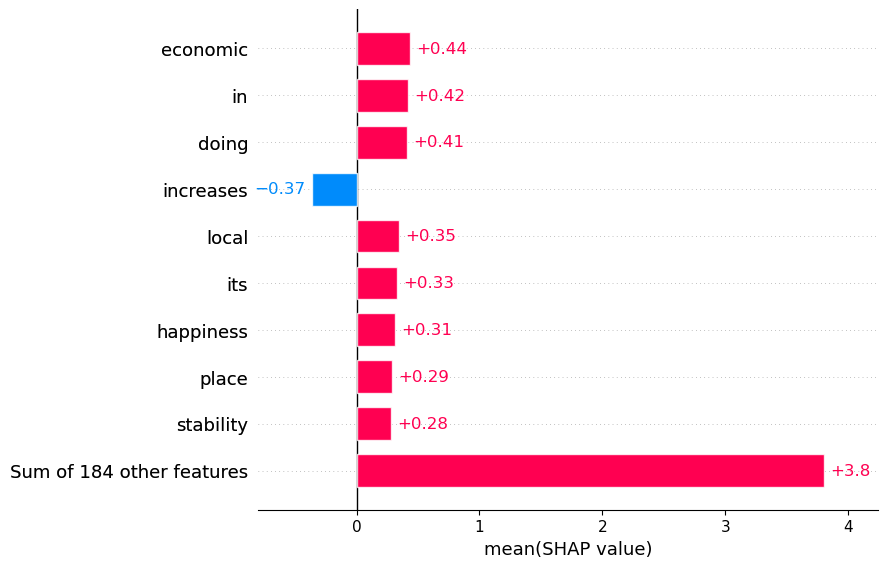 economic +0.44
in +0.42
doing +0.41
increases −0.37
local +0.35
its +0.33
happiness +0.31
place +0.29
stability +0.28
Sum of 184 other features +3.8
0 1 2 3 4
mean(SHAP value)